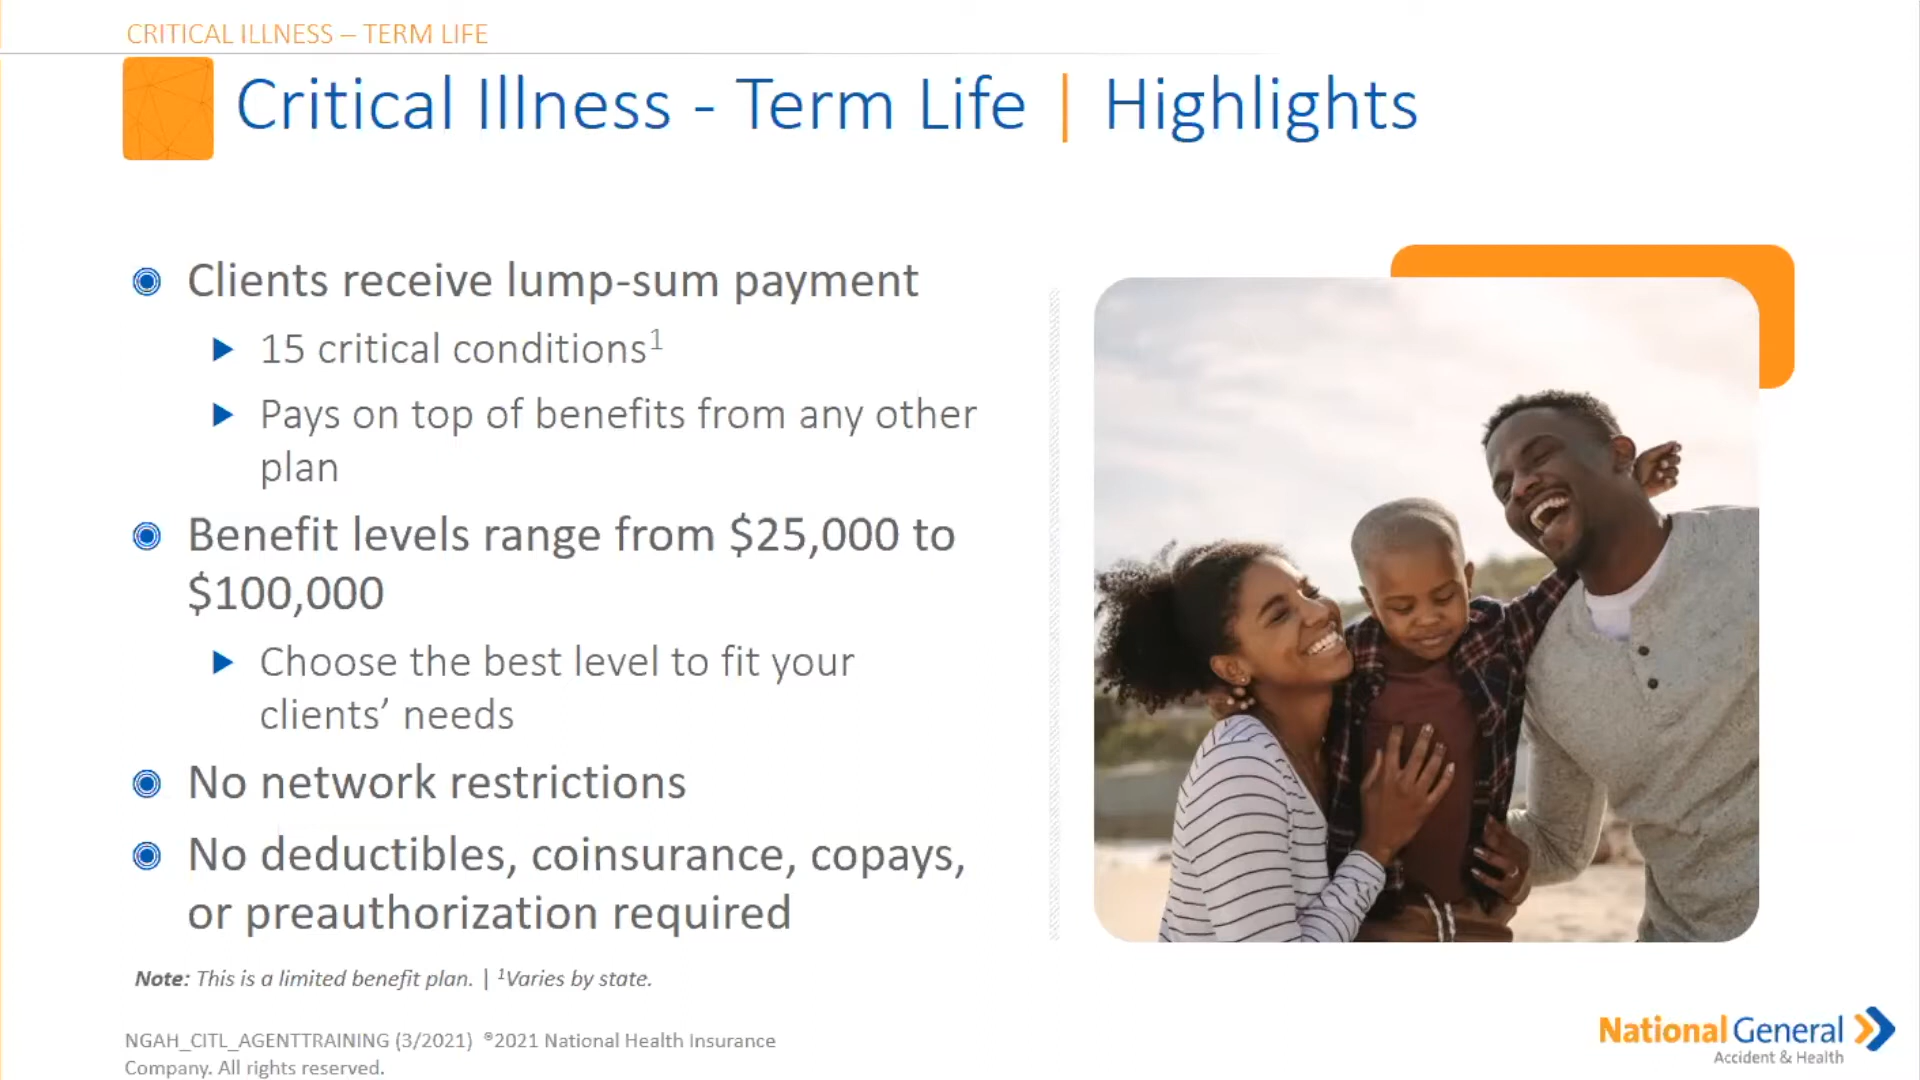 CRITICAL ILLNESS – TERM LIFE
Critical Illness - Term Life | Highlights
Clients receive lump-sum payment
15 critical conditions¹
Pays on top of benefits from any other
plan
Benefit levels range from $25,000 to
$100,000
Choose the best level to fit your
clients’ needs
No network restrictions
No deductibles, coinsurance, copays,
or preauthorization required
Note: This is a limited benefit plan. | ¹Varies by state.
NGAH_CITL_AGENTTRAINING (3/2021) ©2021 National Health Insurance
Company. All rights reserved.
National General
Accident & Health